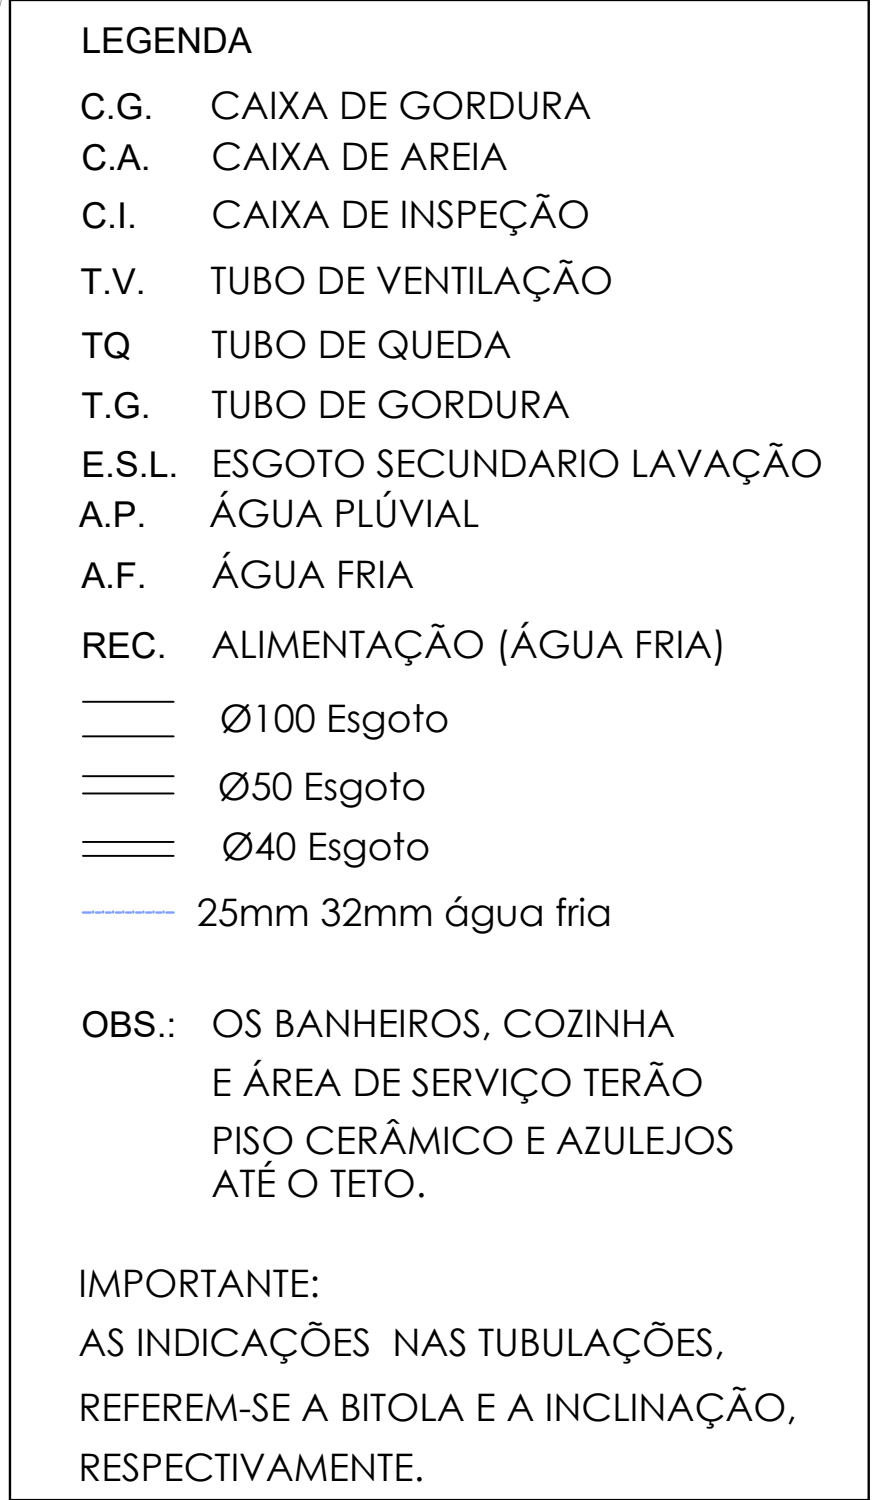 LEGENDA
C.G. CAIXA DE GORDURA
C.A. CAIXA DE AREIA
C.I. CAIXA DE INSPEÇÃO
T.V. TUBO DE VENTILAÇÃO
TQ TUBO DE QUEDA
T.G. TUBO DE GORDURA
E.S.L. ESGOTO SECUNDARIO LAVAÇÃO
A.P. ÁGUA PLÚVIAL
A.F. ÁGUA FRIA
REC. ALIMENTAÇÃO (ÁGUA FRIA)
Ø100 Esgoto
Ø50 Esgoto
Ø40 Esgoto
25mm 32mm água fria
OBS.: OS BANHEIROS, COZINHA
E ÁREA DE SERVIÇO TERÃO
PISO CERÂMICO E AZULEJOS
ATÉ O TETO.
IMPORTANTE:
AS INDICAÇÕES NAS TUBULAÇÕES,
REFEREM-SE A BITOLA E A INCLINAÇÃO,
RESPECTIVAMENTE.